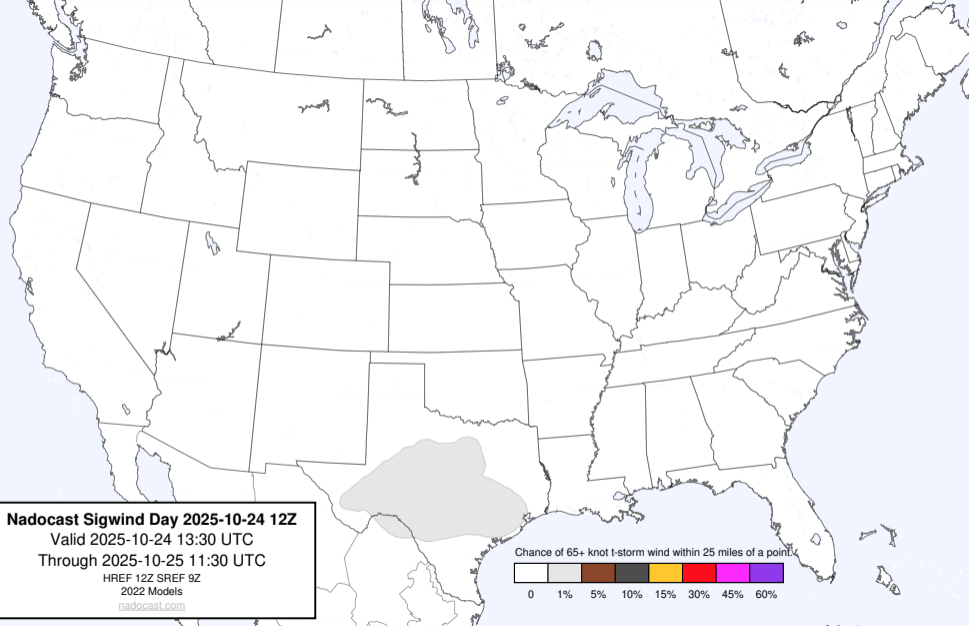 Nadocast Sigwind Day 2025-10-24 12Z
Valid 2025-10-24 13:30 UTC
Through 2025-10-25 11:30 UTC
HREF 12Z SREF 9Z
2022 Models
nadocast.com
Chance of 65+ knot t-storm wind within 25 miles of a point.
0 1% 5% 10% 15% 30% 45% 60%